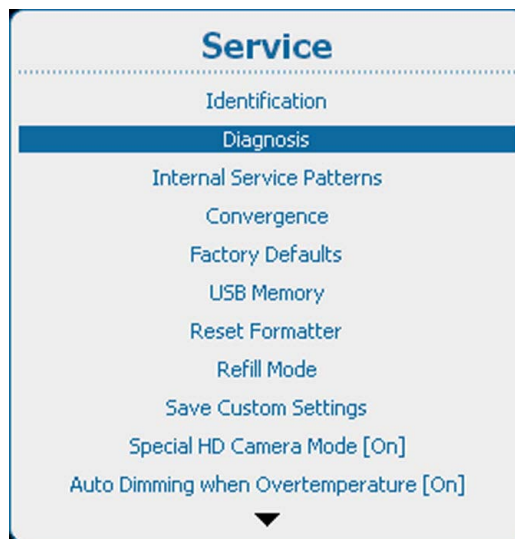 Service
Identification
Diagnosis
Internal Service Patterns
Convergence
Factory Defaults
USB Memory
Reset Formatter
Refill Mode
Save Custom Settings
Special HD Camera Mode [On]
Auto Dimming when Overtemperature [On]